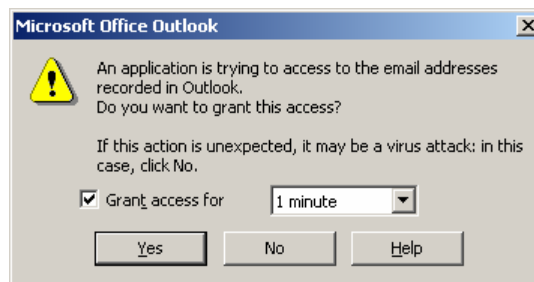 Microsoft Office Outlook
An application is trying to access to the email addresses
recorded in Outlook.
Do you want to grant this access?
If this action is unexpected, it may be a virus attack: in this
case, click No.
Grant access for 1 minute
Yes No Help